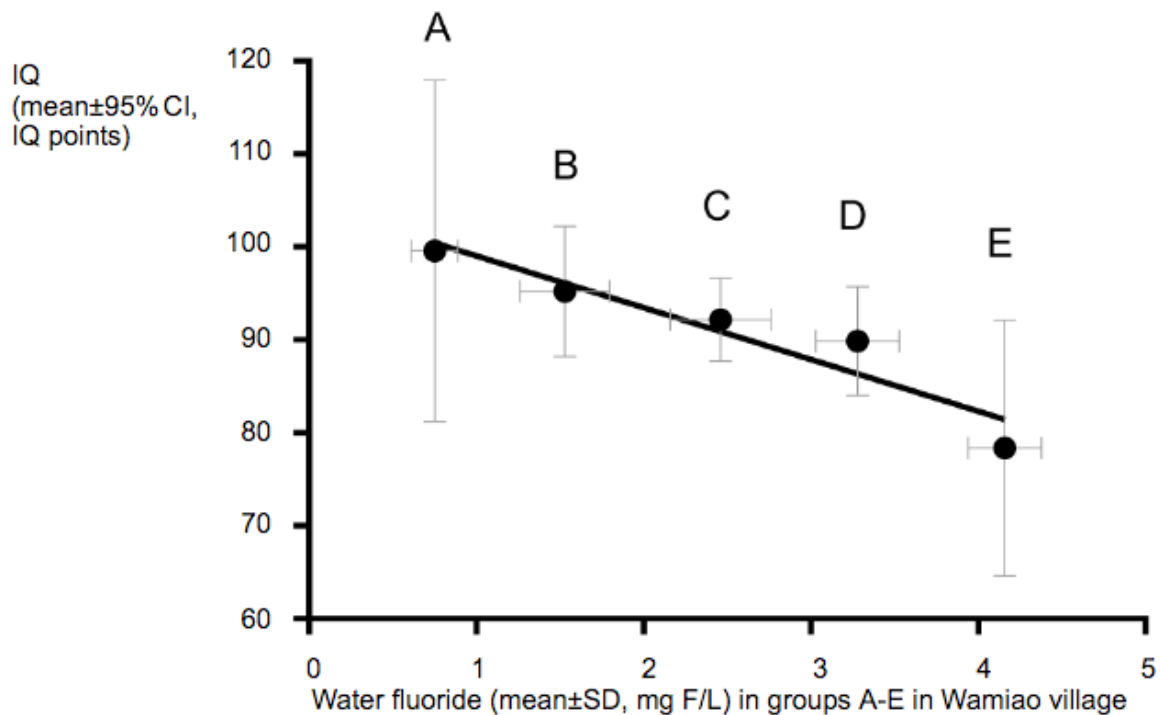 IQ
(mean±95% CI,
IQ points)
120
110
100
90
80
70
60
A
B
C
D
E
0 1 2 3 4 5
Water fluoride (mean±SD, mg F/L) in groups A-E in Wamiao village